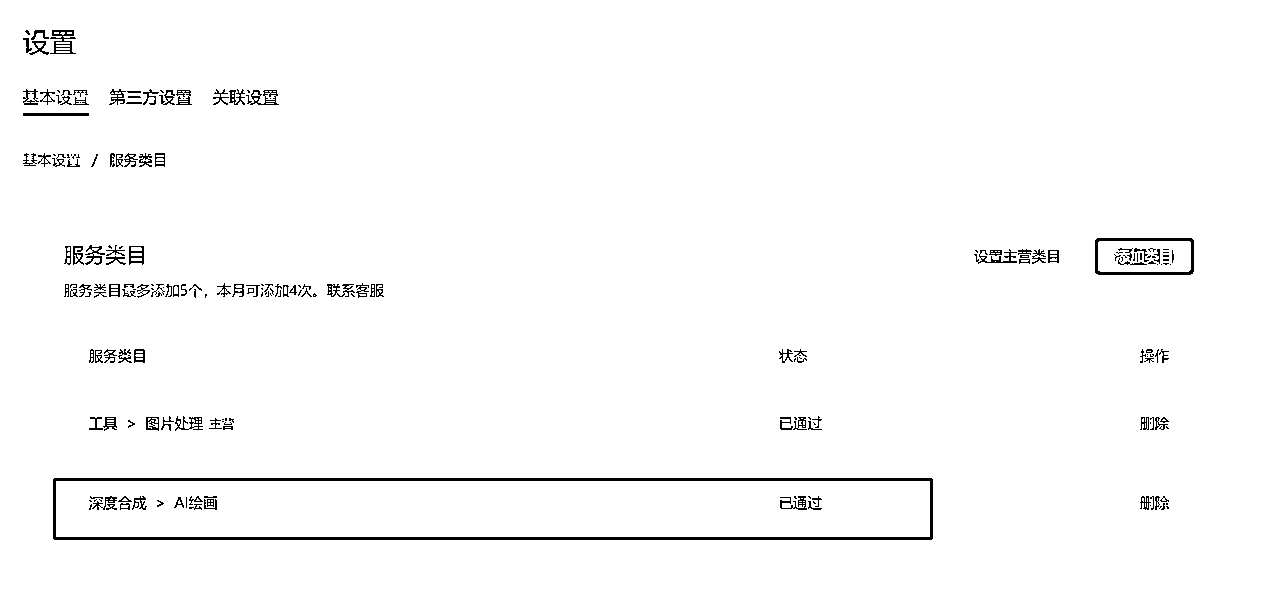 设置
基本设置 第三方设置 关联设置
基本设置 / 服务类目
服务类目 设置主营类目 添加类目
服务类目最多添加5个，本月可添加4次。联系客服
服务类目 状态 操作
工具 > 图片处理 主营 已通过 删除
深度合成 > AI绘画 已通过 删除